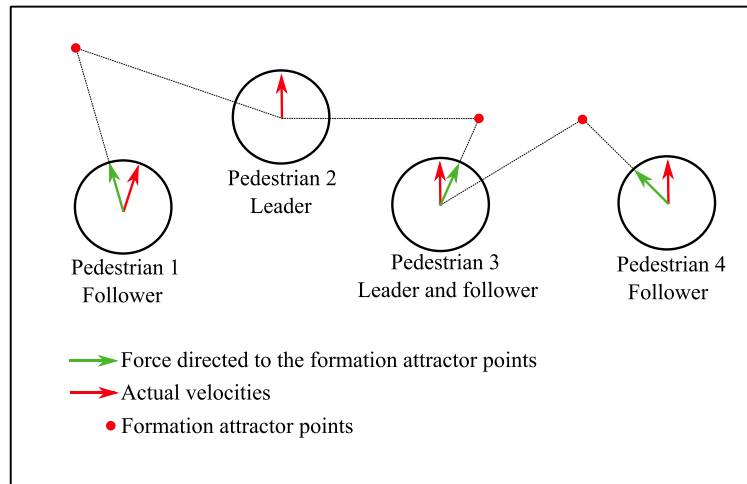 Pedestrian 2
Leader
Pedestrian 1
Follower
Pedestrian 3
Leader and follower
Pedestrian 4
Follower
Force directed to the formation attractor points
Actual velocities
Formation attractor points